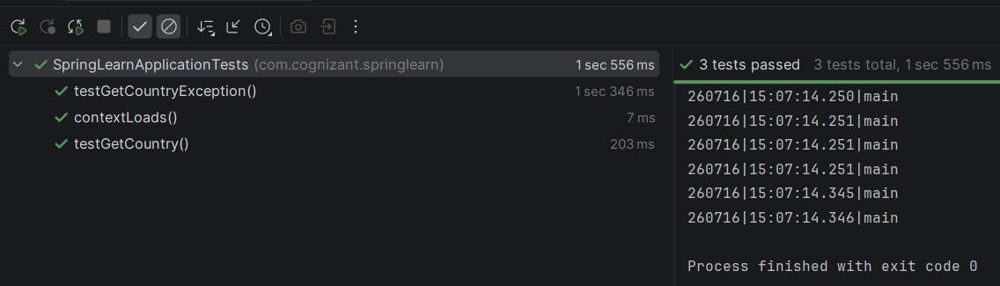 SpringLearnApplicationTests (com.cognizant.springlearn) 1 sec 556 ms
testGetCountryException() 1 sec 346 ms
contextLoads() 7 ms
testGetCountry() 203 ms
3 tests passed 3 tests total, 1 sec 556 ms
260716|15:07:14.250|main
260716|15:07:14.251|main
260716|15:07:14.251|main
260716|15:07:14.251|main
260716|15:07:14.345|main
260716|15:07:14.346|main
Process finished with exit code 0